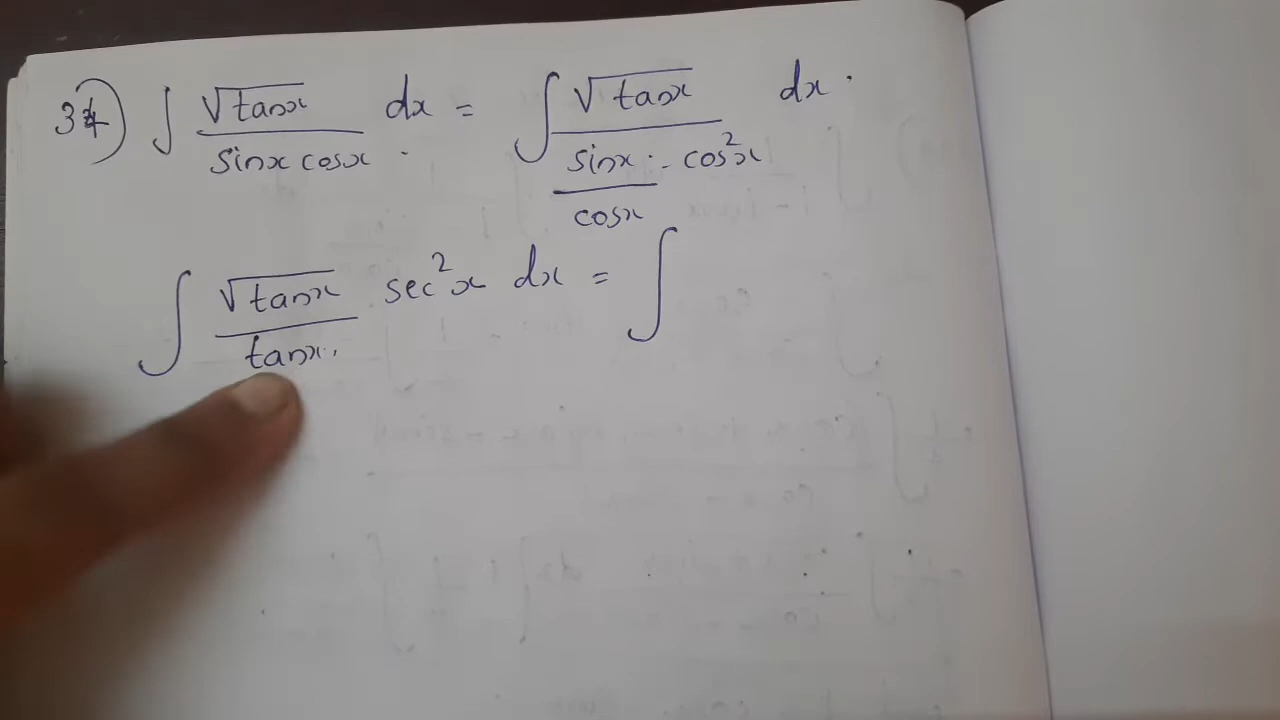 34) ∫ √tanx / sinx cosx dx = ∫ √tanx / (sinx / cosx · cos²x) dx.
∫ √tanx / tanx. sec²x dx = ∫